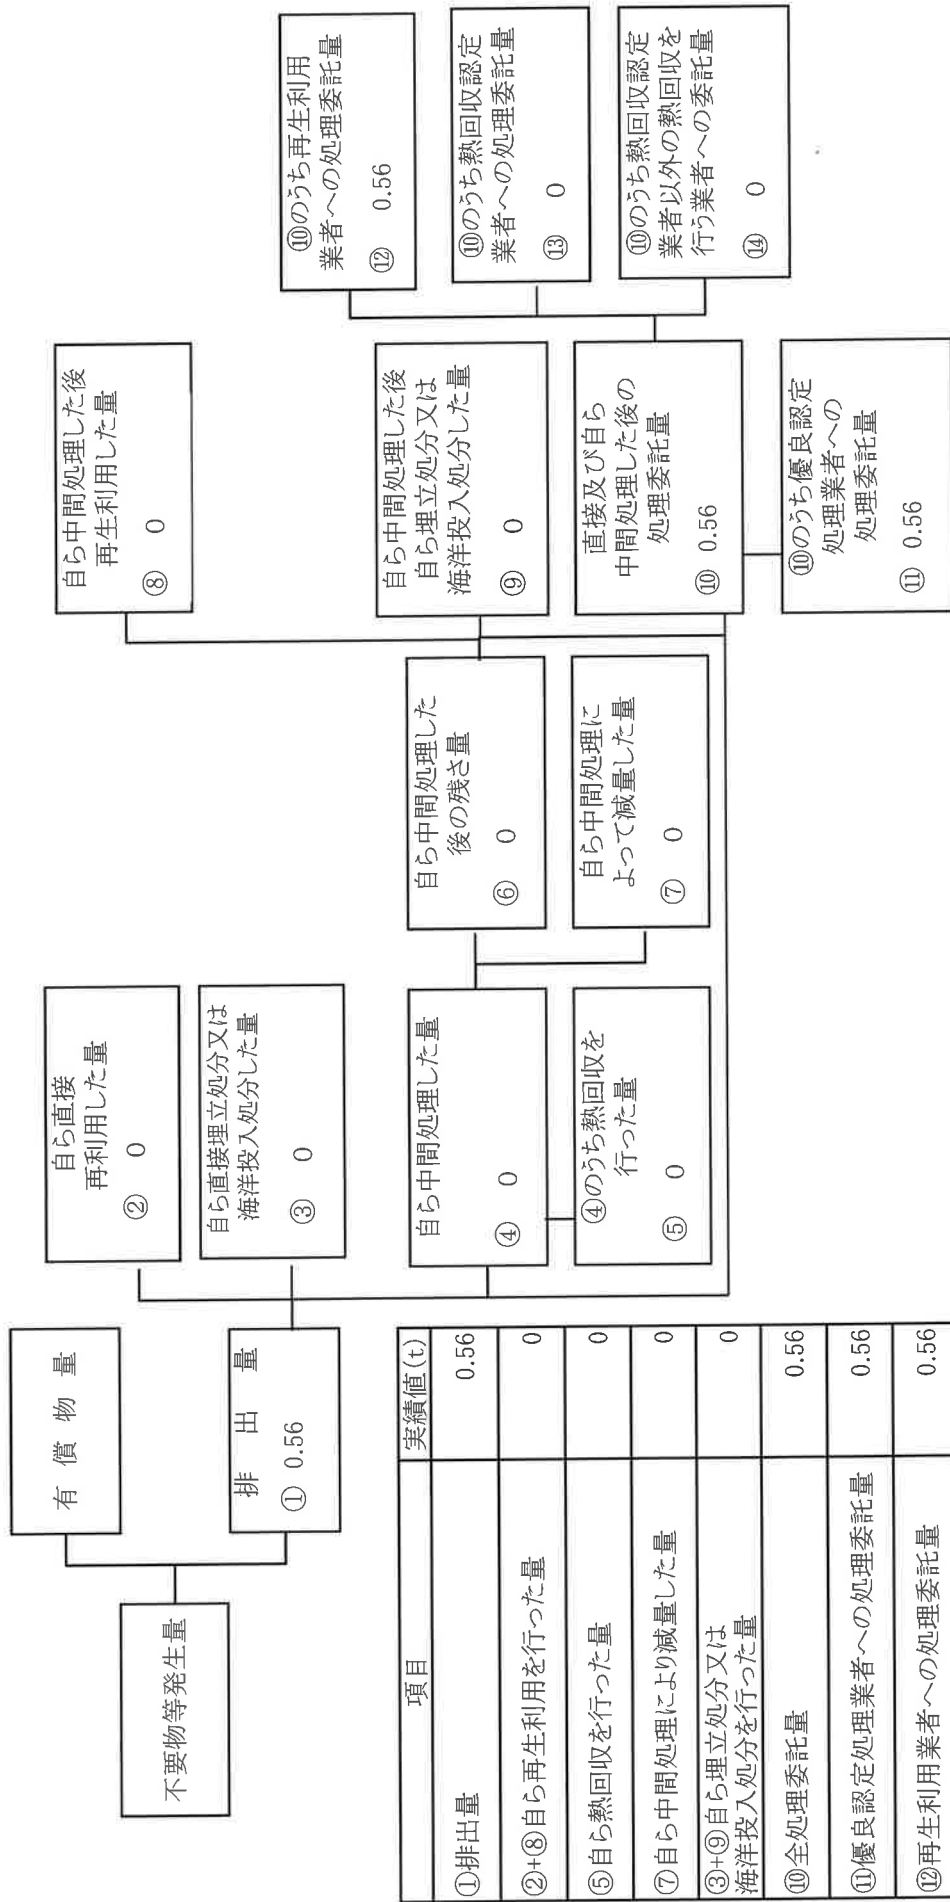 不要物等発生量
有償物量
排出量
① 0.56
自ら直接
再利用した量
② 0
自ら直接埋立処分又は
海洋投入処分した量
③ 0
自ら中間処理した量
④ 0
④のうち熱回収を
行った量
⑤ 0
自ら中間処理した
後の残さ量
⑥ 0
自ら中間処理に
よって減量した量
⑦ 0
自ら中間処理した後
再生利用した量
⑧ 0
自ら中間処理した後
自ら埋立処分又は
海洋投入処分した量
⑨ 0
直接及び自ら
中間処理した後の
処理委託量
⑩ 0.56
⑩のうち優良認定
処理業者への
処理委託量
⑪ 0.56
⑩のうち再生利用
業者への処理委託量
⑫ 0.56
⑩のうち熱回収認定
業者への処理委託量
⑬ 0
⑩のうち熱回収認定
業者以外の熱回収を
行う業者への委託量
⑭ 0
項目 実績値(t)
①排出量 0.56
②+⑧自ら再生利用を行った量 0
⑤自ら熱回収を行った量 0
⑦自ら中間処理により減量した量 0
③+⑨自ら埋立処分又は
海洋投入処分を行った量 0
⑩全処理委託量 0.56
⑪優良認定処理業者への処理委託量 0.56
⑫再生利用業者への処理委託量 0.56